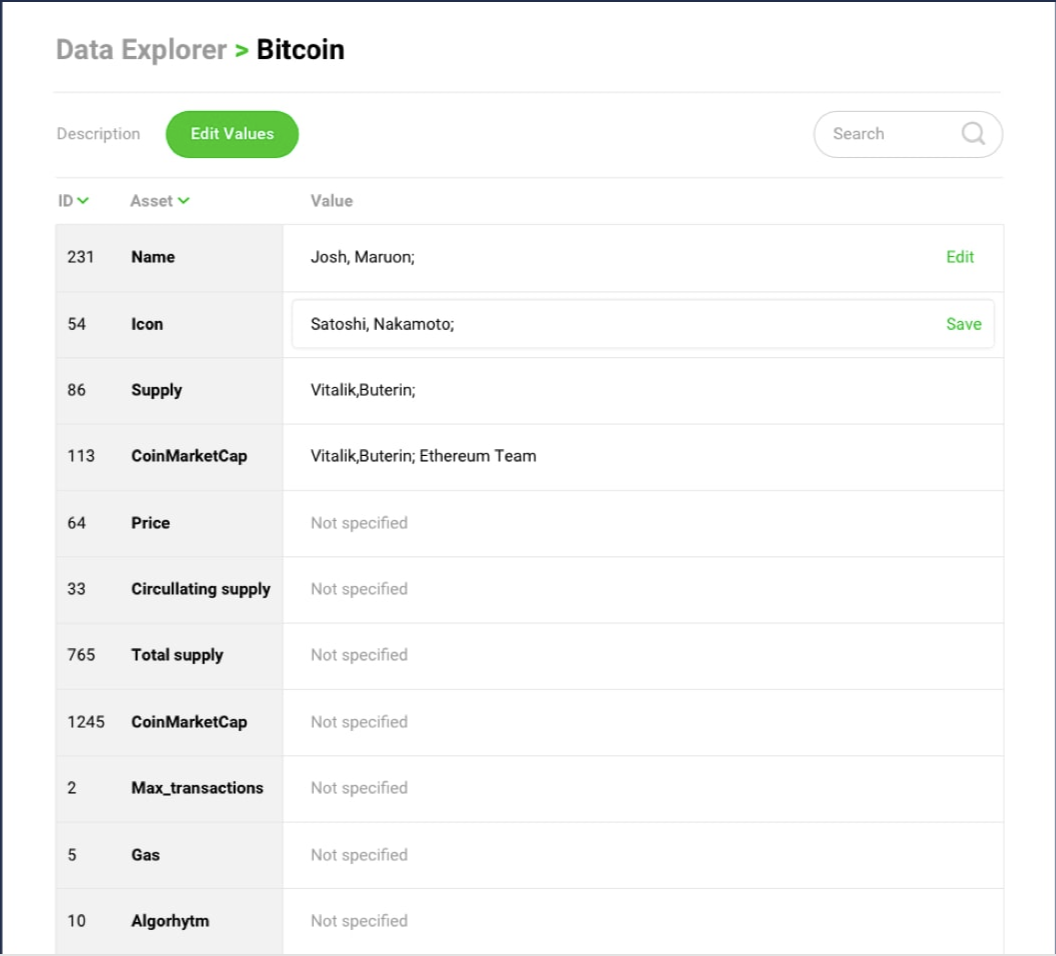 Data Explorer > Bitcoin
Description Edit Values Search
ID Asset Value
231 Name Josh, Maruon; Edit
54 Icon Satoshi, Nakamoto; Save
86 Supply Vitalik,Buterin;
113 CoinMarketCap Vitalik,Buterin; Ethereum Team
64 Price Not specified
33 Circullating supply Not specified
765 Total supply Not specified
1245 CoinMarketCap Not specified
2 Max_transactions Not specified
5 Gas Not specified
10 Algorhytm Not specified